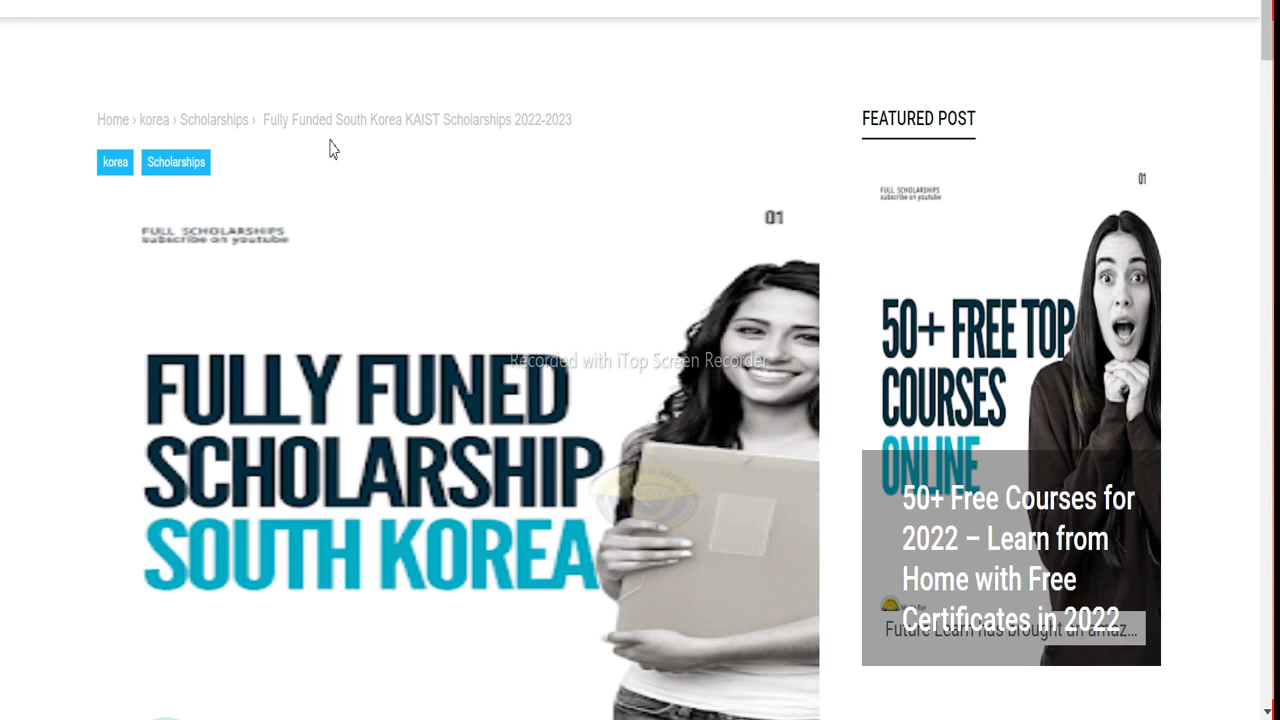 Home › korea › Scholarships › Fully Funded South Korea KAIST Scholarships 2022-2023
korea Scholarships
FULL SCHOLARSHIPS
subscribe on youtube
01
Recorded with iTop Screen Recorder
FULLY FUNED
SCHOLARSHIP
SOUTH KOREA
FEATURED POST
FULL SCHOLARSHIPS
subscribe on youtube
01
50+ FREE TOP
COURSES
ONLINE
50+ Free Courses for
2022 – Learn from
Home with Free
Certificates in 2022
Future Learn has brought an amaz...